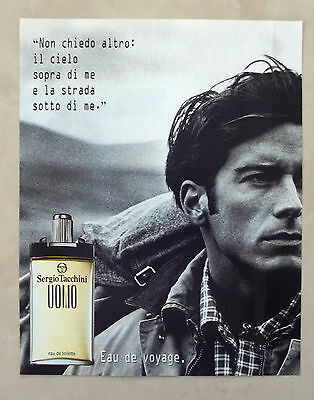 “Non chiedo altro:
il cielo
sopra di me
e la strada
sotto di me.”
Sergio Tacchini
UOMO
eau de toilette
Eau de voyage.